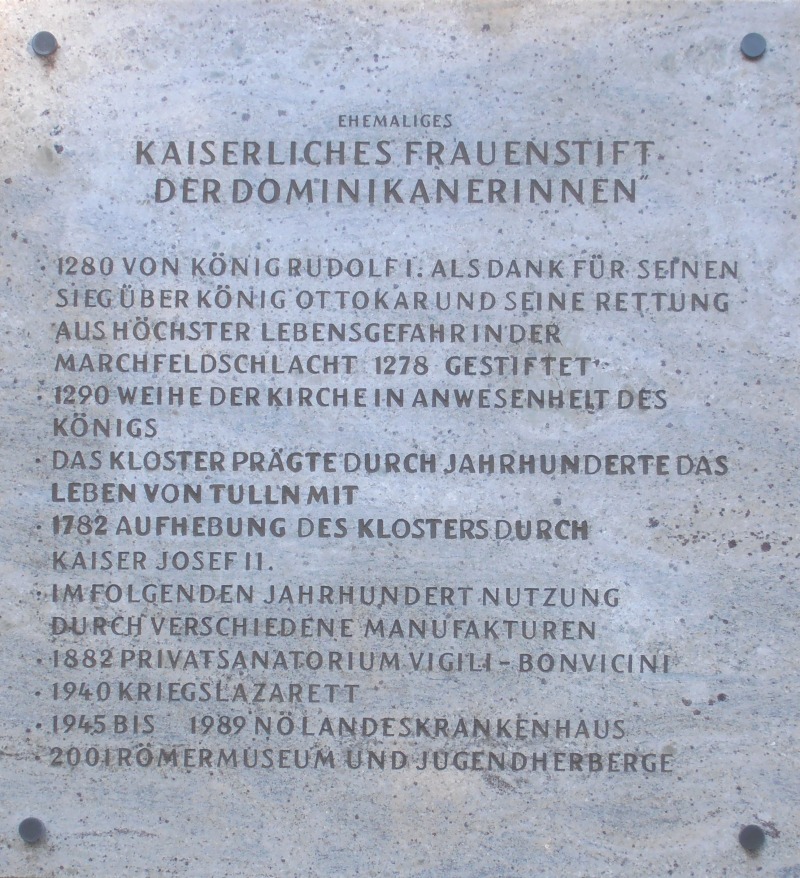 EHEMALIGES
KAISERLICHES FRAUENSTIFT
DER DOMINIKANERINNEN"
· 1280 VON KÖNIG RUDOLF I. ALS DANK FÜR SEINEN
SIEG ÜBER KÖNIG OTTOKAR UND SEINE RETTUNG
AUS HÖCHSTER LEBENSGEFAHR IN DER
MARCHFELDSCHLACHT 1278 GESTIFTET
· 1290 WEIHE DER KIRCHE IN ANWESENHEIT DES
KÖNIGS
· DAS KLOSTER PRÄGTE DURCH JAHRHUNDERTE DAS
LEBEN VON TULLN MIT
· 1782 AUFHEBUNG DES KLOSTERS DURCH
KAISER JOSEF II.
· IM FOLGENDEN JAHRHUNDERT NUTZUNG
DURCH VERSCHIEDENE MANUFAKTUREN
· 1882 PRIVATSANATORIUM VIGILI - BONVICINI
· 1940 KRIEGSLAZARETT
· 1945 BIS 1989 NÖ LANDESKRANKENHAUS
· 2001 RÖMERMUSEUM UND JUGENDHERBERGE